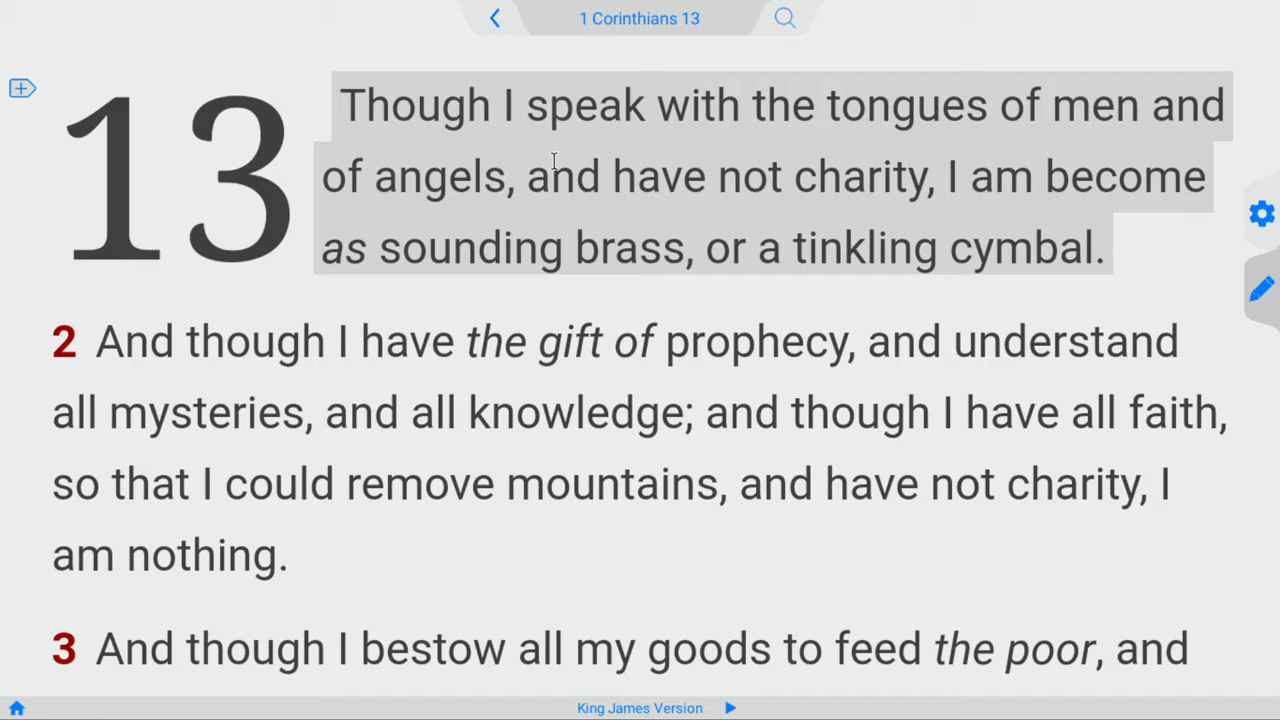 1 Corinthians 13
13 Though I speak with the tongues of men and
of angels, and have not charity, I am become
as sounding brass, or a tinkling cymbal.
2 And though I have the gift of prophecy, and understand
all mysteries, and all knowledge; and though I have all faith,
so that I could remove mountains, and have not charity, I
am nothing.
3 And though I bestow all my goods to feed the poor, and
King James Version